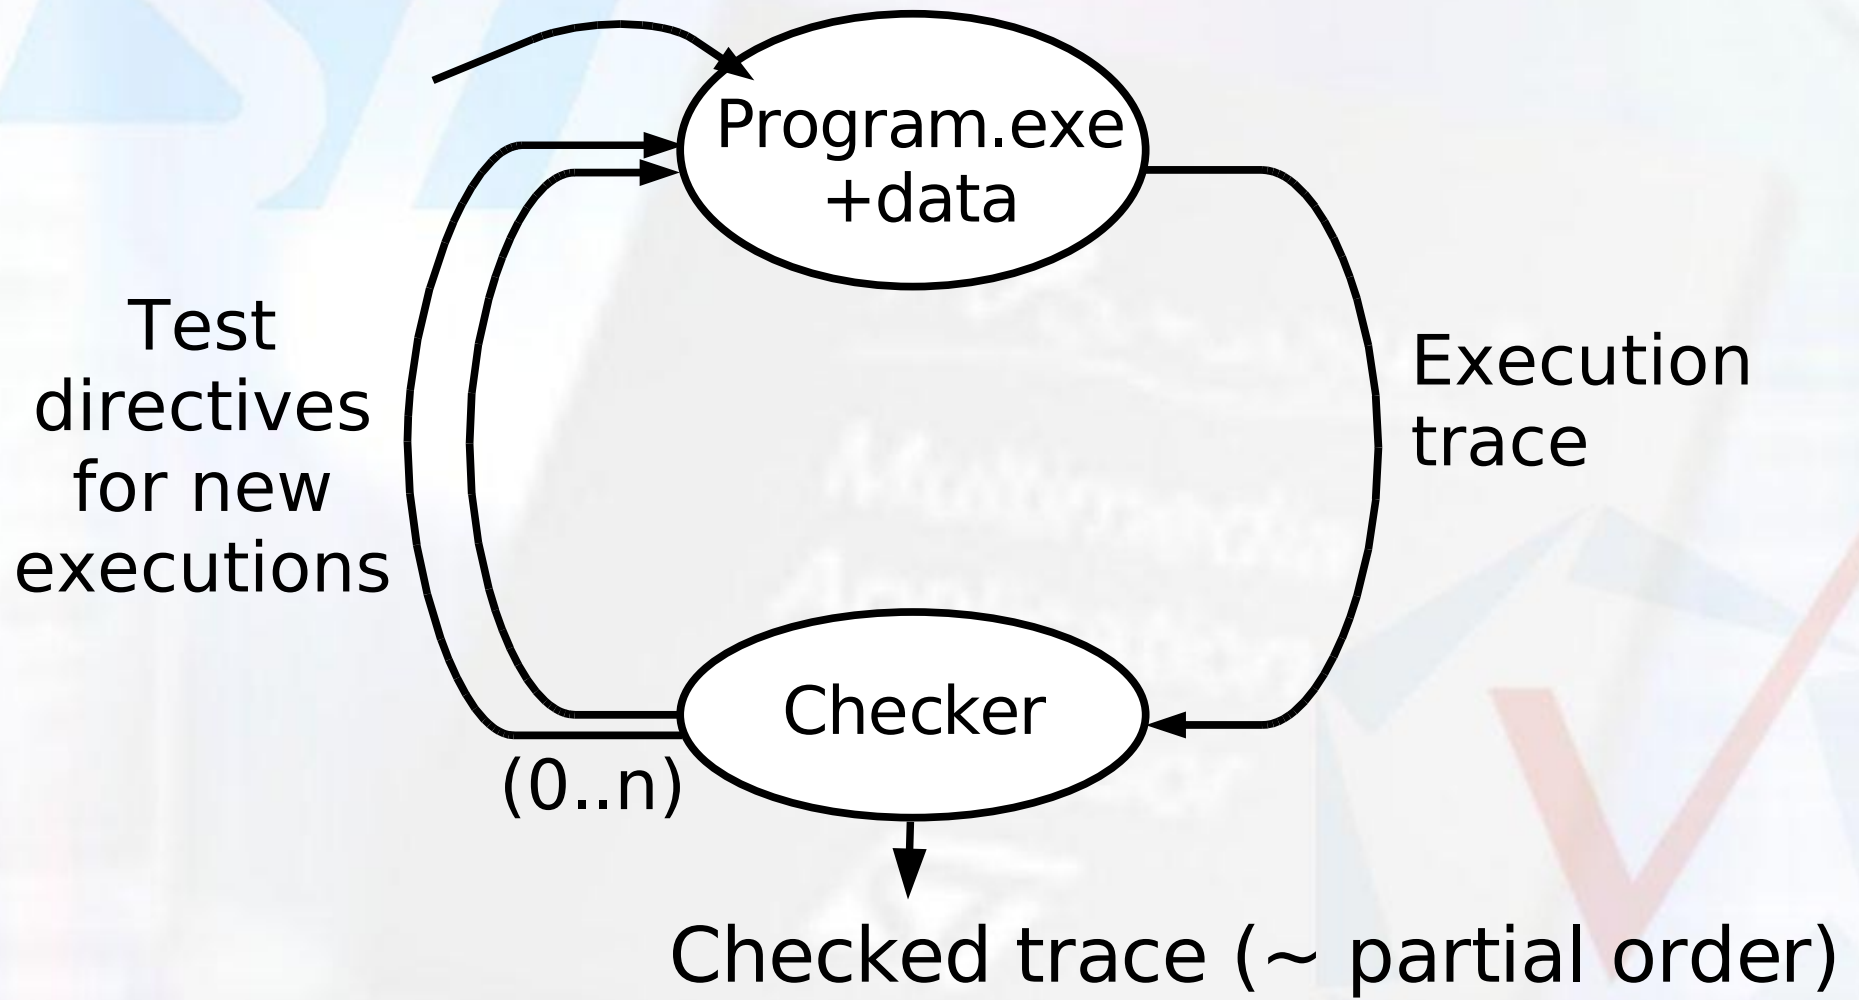 Program.exe
+data
Test
directives
for new
executions
Execution
trace
Checker
(0..n)
Checked trace (~ partial order)